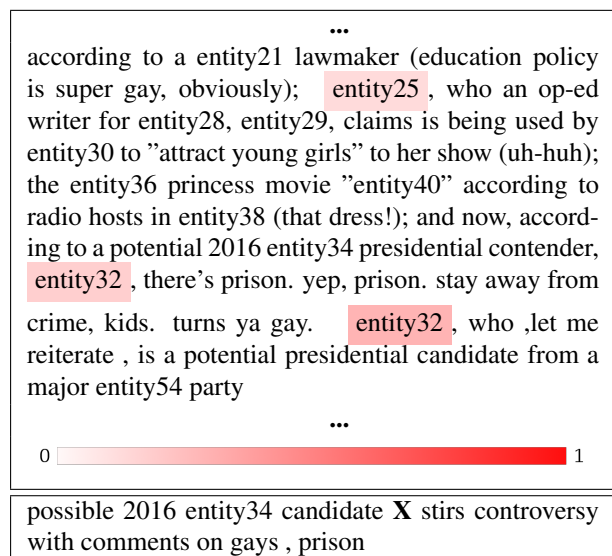 ...
according to a entity21 lawmaker (education policy
is super gay, obviously); entity25 , who an op-ed
writer for entity28, entity29, claims is being used by
entity30 to ”attract young girls” to her show (uh-huh);
the entity36 princess movie ”entity40” according to
radio hosts in entity38 (that dress!); and now, accord-
ing to a potential 2016 entity34 presidential contender,
entity32 , there's prison. yep, prison. stay away from
crime, kids. turns ya gay. entity32 , who ,let me
reiterate , is a potential presidential candidate from a
major entity54 party
...
0 1
possible 2016 entity34 candidate X stirs controversy
with comments on gays , prison